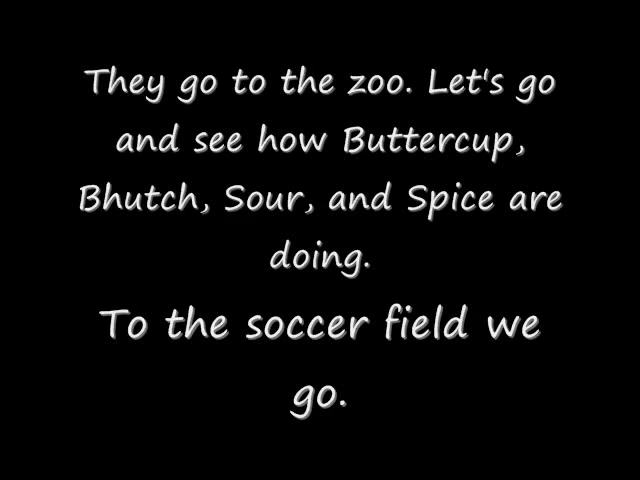 They go to the zoo. Let's go
and see how Buttercup,
Bhutch, Sour, and Spice are
doing.
To the soccer field we
go.